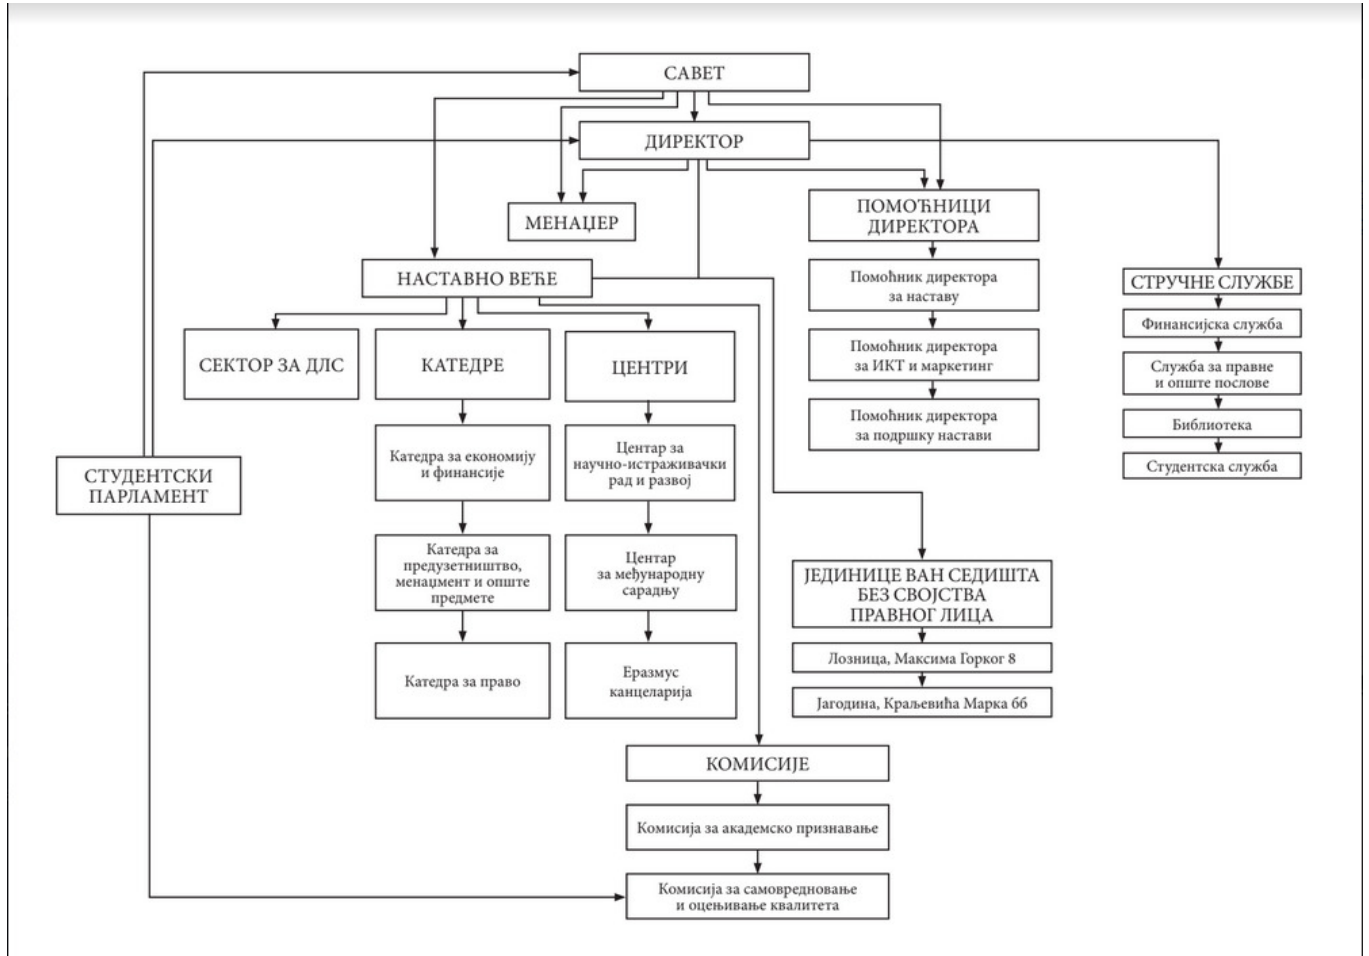 САВЕТ
ДИРЕКТОР
МЕНАЏЕР
ПОМОЋНИЦИ
ДИРЕКТОРА
Помоћник директора
за наставу
Помоћник директора
за ИКТ и маркетинг
Помоћник директора
за подршку настави
СТРУЧНЕ СЛУЖБЕ
Финансијска служба
Служба за правне
и опште послове
Библиотека
Студентска служба
НАСТАВНО ВЕЋЕ
СЕКТОР ЗА ДЛС
КАТЕДРЕ
Катедра за економију
и финансије
Катедра за
предузетништво,
менаџмент и опште
предмете
Катедра за право
ЦЕНТРИ
Центар за
научно-истраживачки
рад и развој
Центар
за међународну
сарадњу
Еразмус
канцеларија
СТУДЕНТСКИ
ПАРЛАМЕНТ
ЈЕДИНИЦЕ ВАН СЕДИШТА
БЕЗ СВОЈСТВА
ПРАВНОГ ЛИЦА
Лозница, Максима Горког 8
Јагодина, Краљевића Марка бб
КОМИСИЈЕ
Комисија за академско признавање
Комисија за самовредновање
и оцењивање квалитета